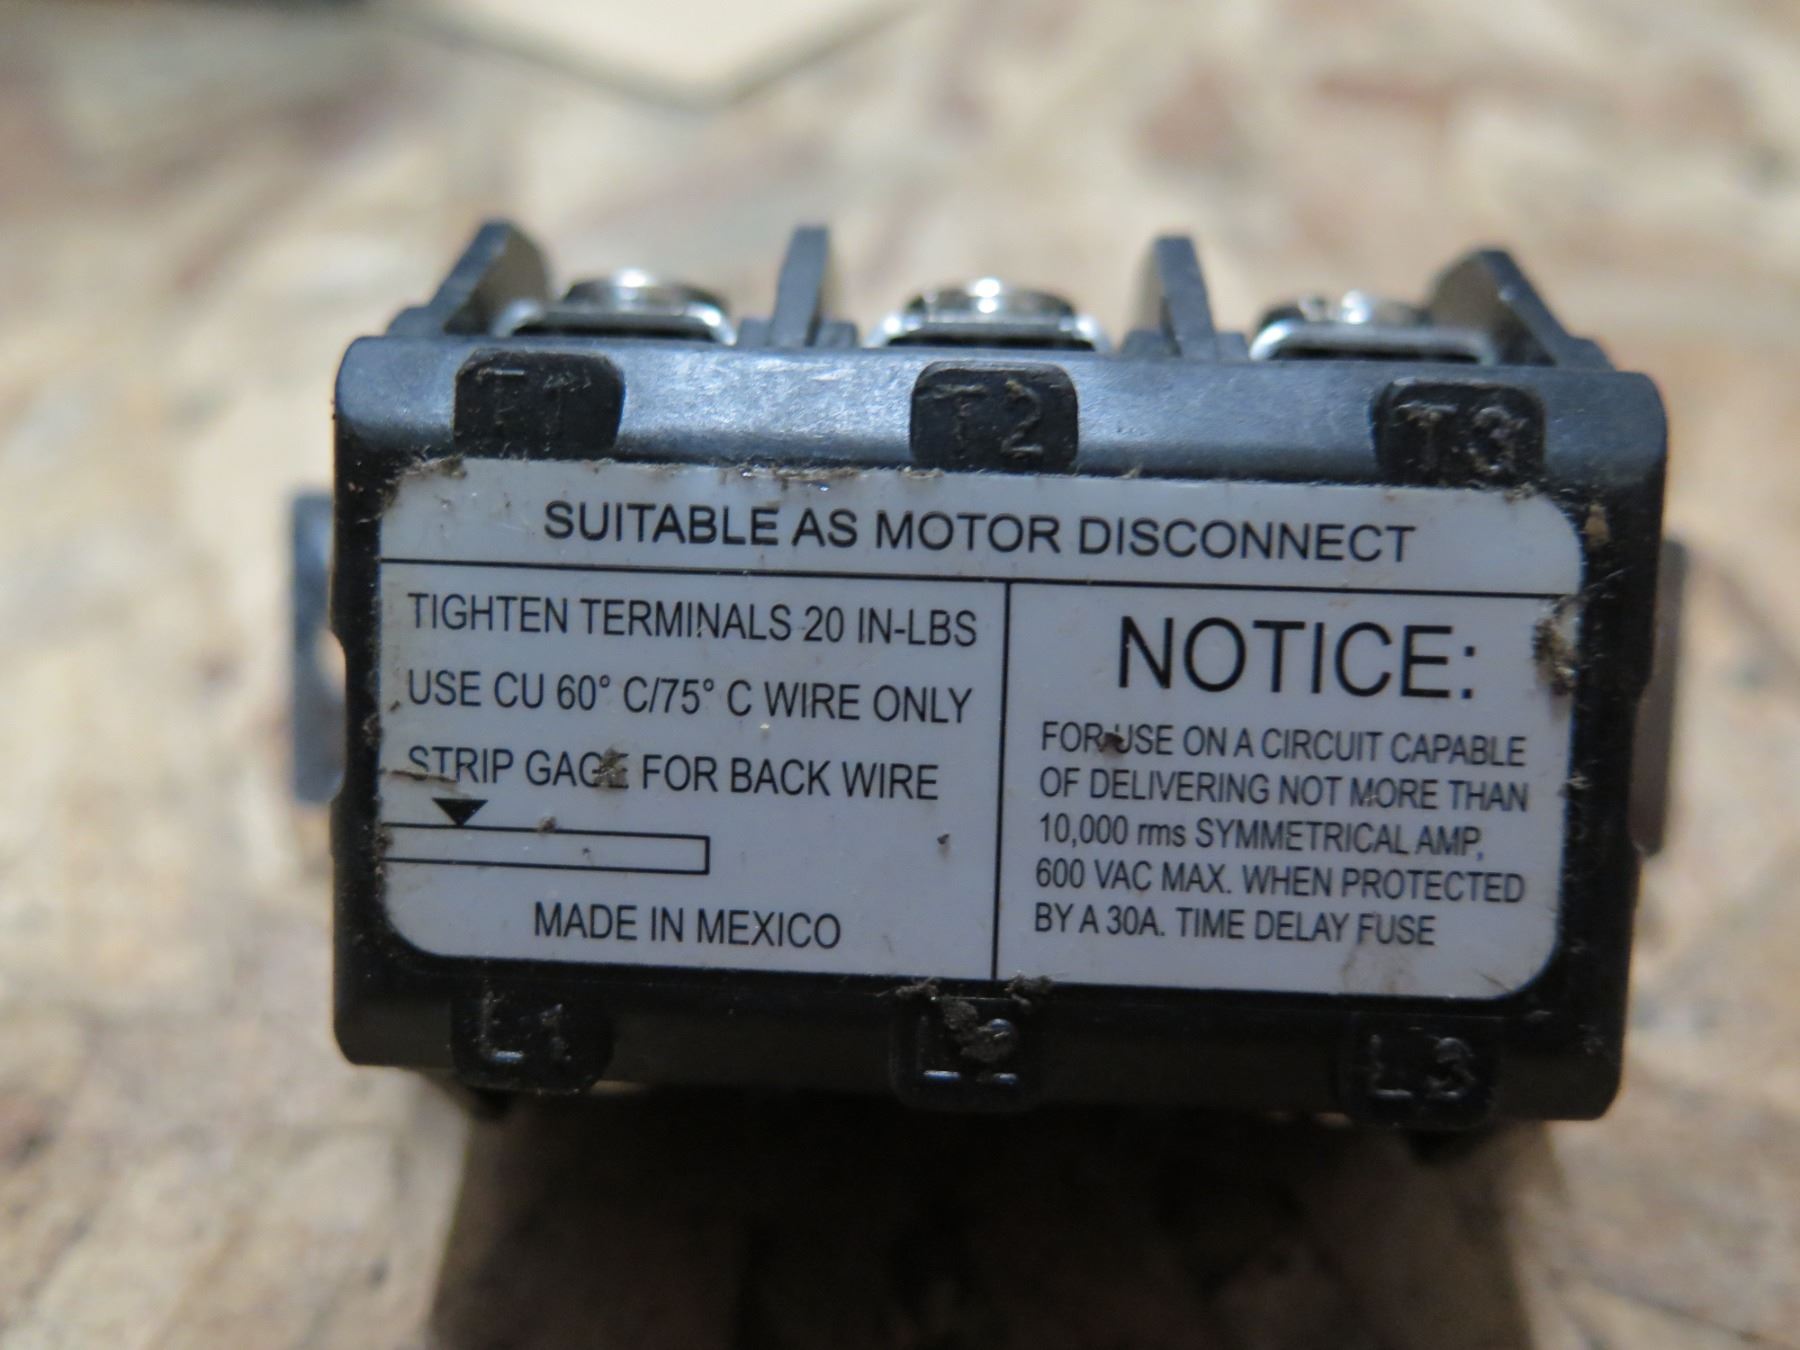 T1 T2 T3
SUITABLE AS MOTOR DISCONNECT
TIGHTEN TERMINALS 20 IN-LBS
USE CU 60° C/75° C WIRE ONLY
STRIP GAGE FOR BACK WIRE
MADE IN MEXICO
NOTICE:
FOR USE ON A CIRCUIT CAPABLE
OF DELIVERING NOT MORE THAN
10,000 rms SYMMETRICAL AMP,
600 VAC MAX. WHEN PROTECTED
BY A 30A. TIME DELAY FUSE
L1 L2 L3